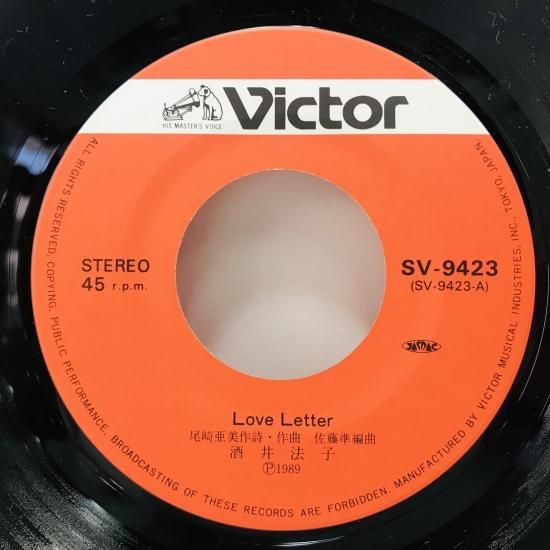 Victor
"HIS MASTER'S VOICE"
STEREO
45 r.p.m.
SV-9423
(SV-9423-A)
JASRAC
Love Letter
尾崎亜美作詩・作曲 佐藤準編曲
酒井法子
Ⓟ1989
ALL RIGHTS RESERVED. COPYING, PUBLIC PERFORMANCE, BROADCASTING OF THESE RECORDS ARE FORBIDDEN. MANUFACTURED BY VICTOR MUSICAL INDUSTRIES, INC., TOKYO, JAPAN.